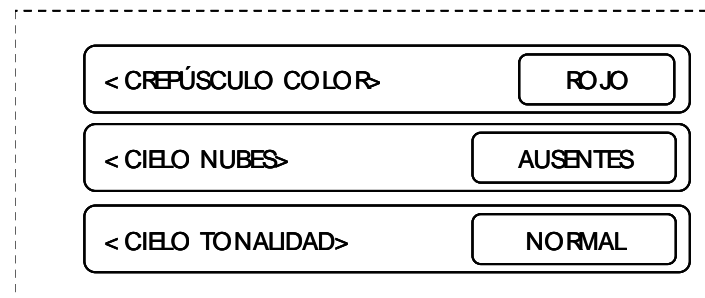 <CREPÚSCULO COLOR> ROJO
<CIELO NUBES> AUSENTES
<CIELO TONALIDAD> NORMAL